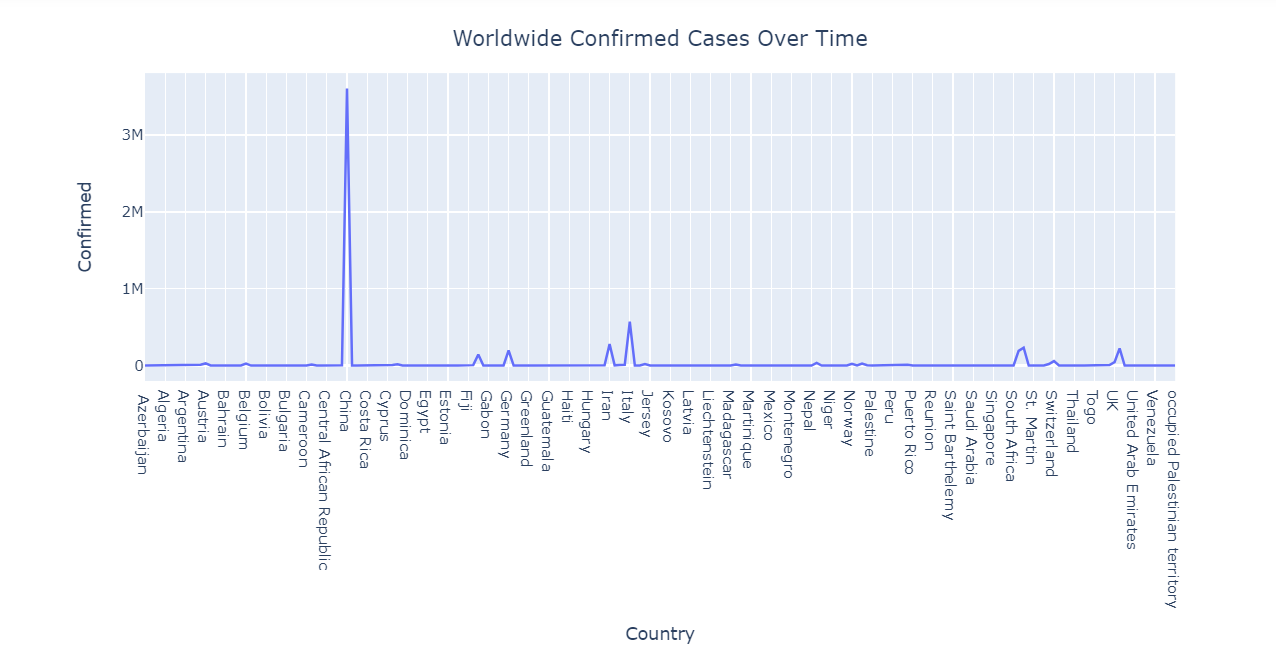 Worldwide Confirmed Cases Over Time
3M
2M
1M
0
Confirmed
Azerbaijan
Algeria
Argentina
Austria
Bahrain
Belgium
Bolivia
Bulgaria
Cameroon
Central African Republic
China
Costa Rica
Cyprus
Dominica
Egypt
Estonia
Fiji
Gabon
Germany
Greenland
Guatemala
Haiti
Hungary
Iran
Italy
Jersey
Kosovo
Latvia
Liechtenstein
Madagascar
Martinique
Mexico
Montenegro
Nepal
Niger
Norway
Palestine
Peru
Puerto Rico
Reunion
Saint Barthelemy
Saudi Arabia
Singapore
South Africa
St. Martin
Switzerland
Thailand
Togo
UK
United Arab Emirates
Venezuela
occupied Palestinian territory
Country